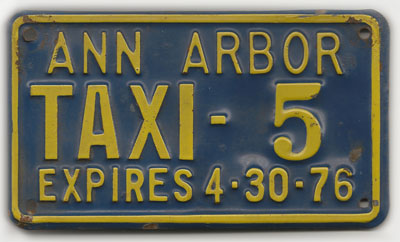 ANN ARBOR
TAXI-5
EXPIRES 4·30·76